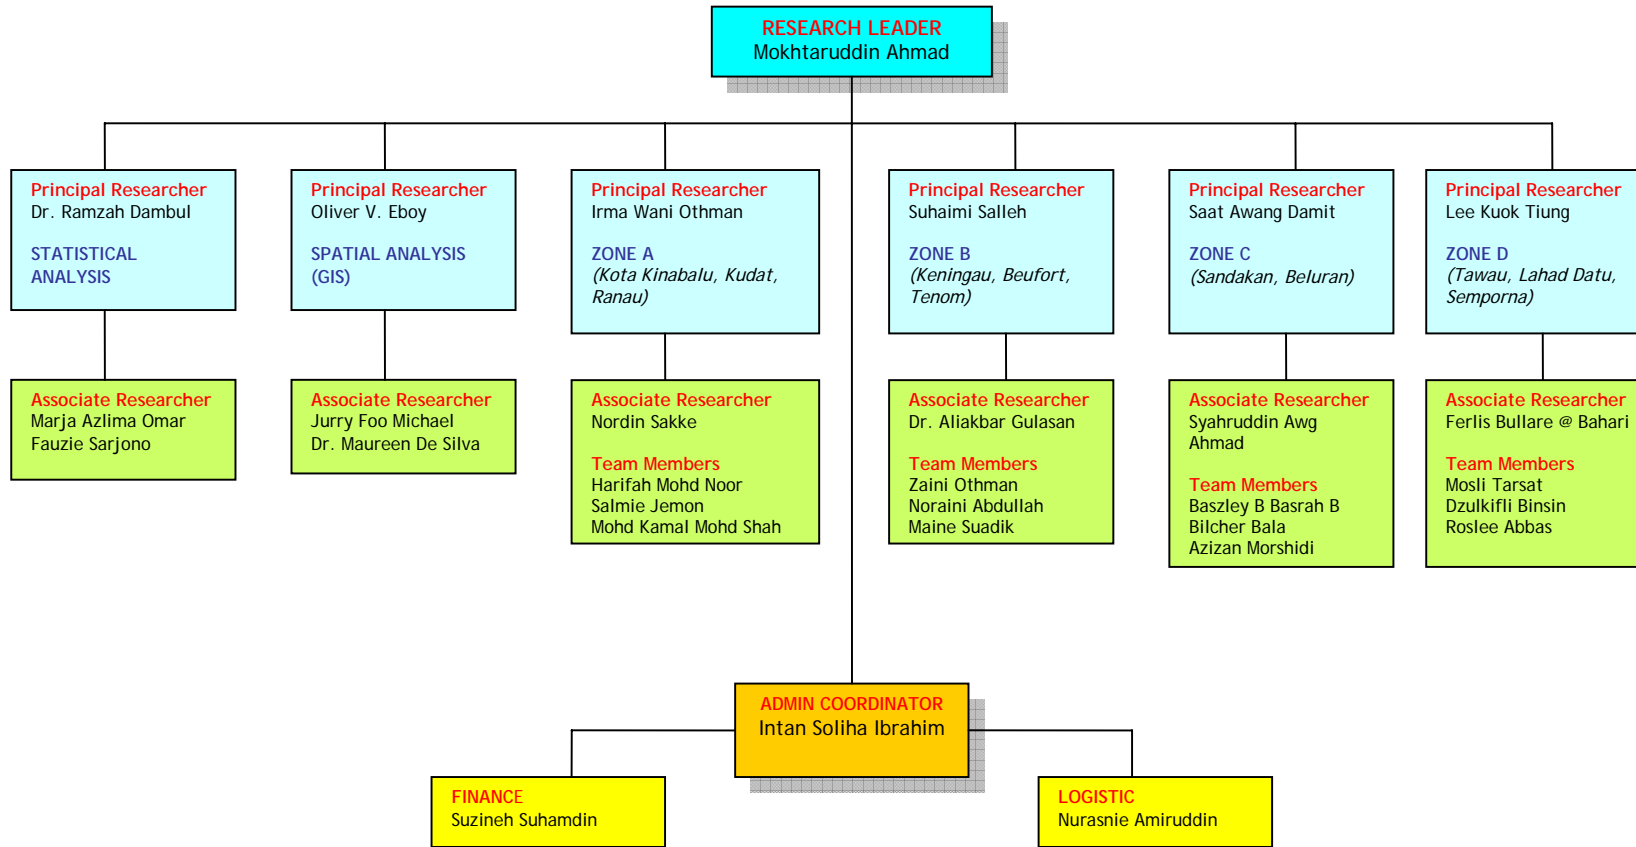 RESEARCH LEADER
Mokhtaruddin Ahmad
Principal Researcher
Dr. Ramzah Dambul
STATISTICAL
ANALYSIS
Principal Researcher
Oliver V. Eboy
SPATIAL ANALYSIS
(GIS)
Principal Researcher
Irma Wani Othman
ZONE A
(Kota Kinabalu, Kudat,
Ranau)
Principal Researcher
Suhaimi Salleh
ZONE B
(Keningau, Beufort,
Tenom)
Principal Researcher
Saat Awang Damit
ZONE C
(Sandakan, Beluran)
Principal Researcher
Lee Kuok Tiung
ZONE D
(Tawau, Lahad Datu,
Semporna)
Associate Researcher
Marja Azlima Omar
Fauzie Sarjono
Associate Researcher
Jurry Foo Michael
Dr. Maureen De Silva
Associate Researcher
Nordin Sakke
Team Members
Harifah Mohd Noor
Salmie Jemon
Mohd Kamal Mohd Shah
Associate Researcher
Dr. Aliakbar Gulasan
Team Members
Zaini Othman
Noraini Abdullah
Maine Suadik
Associate Researcher
Syahruddin Awg
Ahmad
Team Members
Baszley B Basrah B
Bilcher Bala
Azizan Morshidi
Associate Researcher
Ferlis Bullare @ Bahari
Team Members
Mosli Tarsat
Dzulkifli Binsin
Roslee Abbas
ADMIN COORDINATOR
Intan Soliha Ibrahim
FINANCE
Suzineh Suhamdin
LOGISTIC
Nurasnie Amiruddin